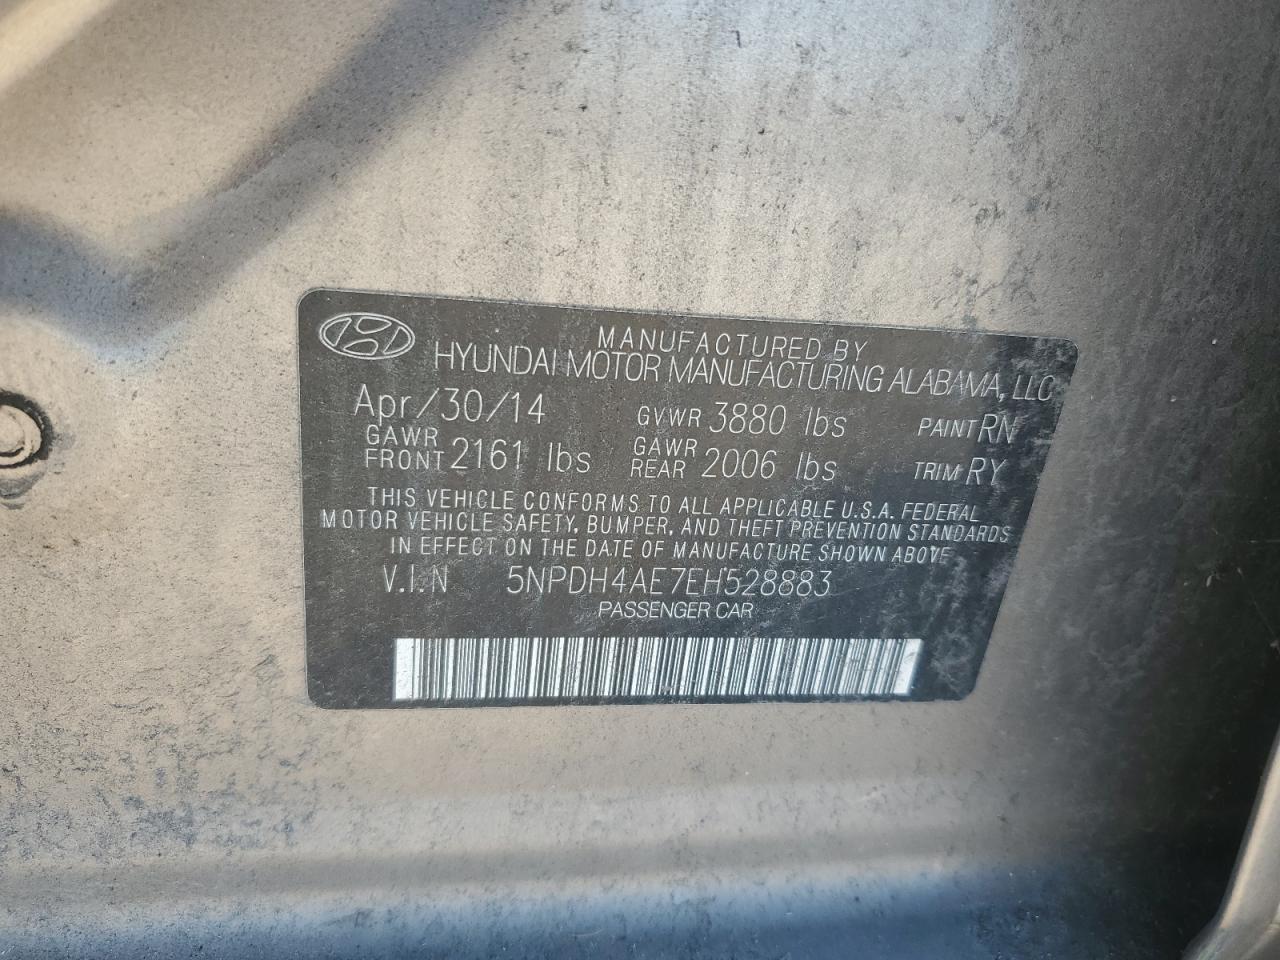 MANUFACTURED BY
HYUNDAI MOTOR MANUFACTURING ALABAMA, LLC
Apr/30/14 GVWR 3880 lbs PAINT RN
GAWR FRONT 2161 lbs GAWR REAR 2006 lbs TRIM RY
THIS VEHICLE CONFORMS TO ALL APPLICABLE U.S.A. FEDERAL
MOTOR VEHICLE SAFETY, BUMPER, AND THEFT PREVENTION STANDARDS
IN EFFECT ON THE DATE OF MANUFACTURE SHOWN ABOVE
V.I.N 5NPDH4AE7EH528883
PASSENGER CAR